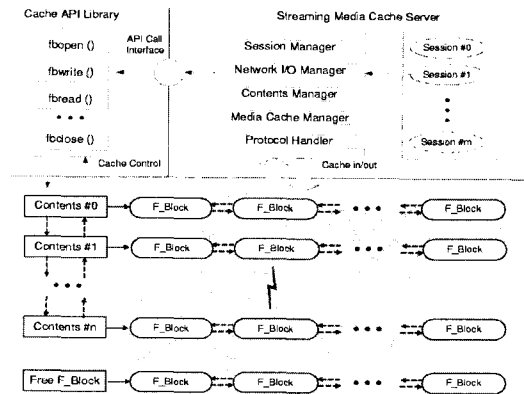 Cache API Library
Streaming Media Cache Server
fbopen ()
fbwrite ()
fbread ()
• • •
fbclose ()
API Call
Interface
Session Manager
Network I/O Manager
Contents Manager
Media Cache Manager
Protocol Handler
Session #0
Session #1
Session #m
Cache Control
Cache in/out
Contents #0
F_Block
F_Block
• • •
F_Block
Contents #1
F_Block
F_Block
• • •
F_Block
• • •
Contents #n
F_Block
F_Block
• • •
F_Block
Free F_Block
F_Block
F_Block
• • •
F_Block